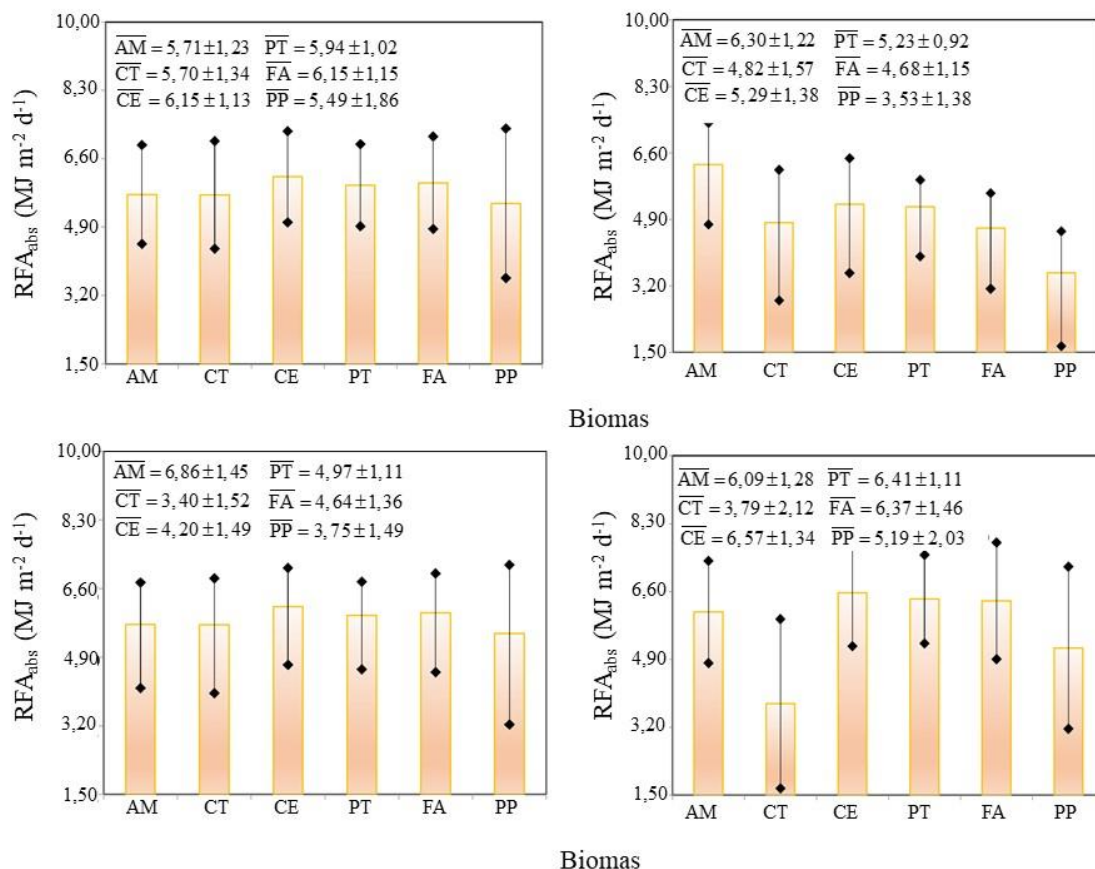 10,00
8,30
6,60
4,90
3,20
1,50
RFAabs (MJ m-2 d-1)
AM = 5,71±1,23 PT = 5,94±1,02
CT = 5,70±1,34 FA = 6,15±1,15
CE = 6,15±1,13 PP = 5,49±1,86
AM CT CE PT FA PP
10,00
8,30
6,60
4,90
3,20
1,50
RFAabs (MJ m-2 d-1)
AM = 6,30±1,22 PT = 5,23±0,92
CT = 4,82±1,57 FA = 4,68±1,15
CE = 5,29±1,38 PP = 3,53±1,38
AM CT CE PT FA PP
Biomas
10,00
8,30
6,60
4,90
3,20
1,50
RFAabs (MJ m-2 d-1)
AM = 6,86±1,45 PT = 4,97±1,11
CT = 3,40±1,52 FA = 4,64±1,36
CE = 4,20±1,49 PP = 3,75±1,49
AM CT CE PT FA PP
10,00
8,30
6,60
4,90
3,20
1,50
RFAabs (MJ m-2 d-1)
AM = 6,09±1,28 PT = 6,41±1,11
CT = 3,79±2,12 FA = 6,37±1,46
CE = 6,57±1,34 PP = 5,19±2,03
AM CT CE PT FA PP
Biomas